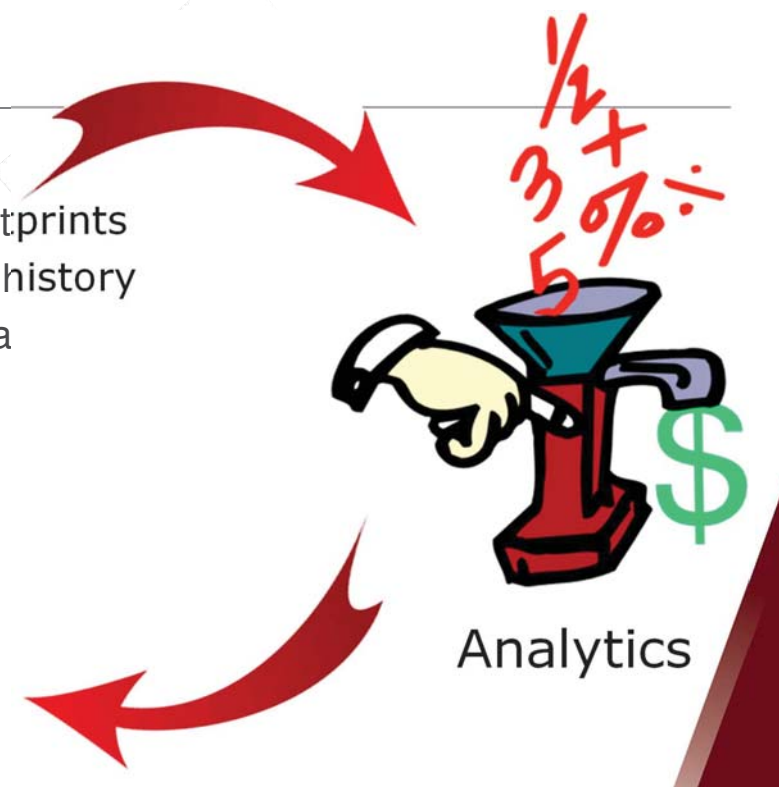 ½
+
3
% ÷
5
tprints
history
a
$
Analytics